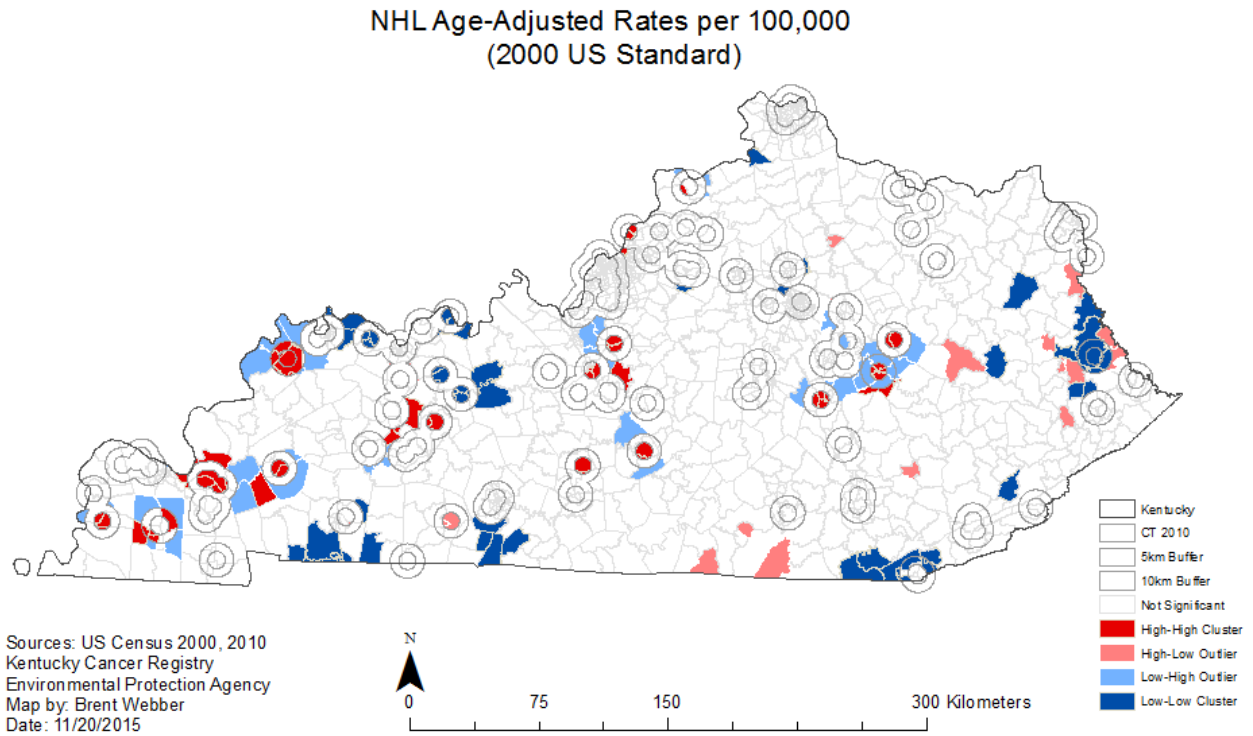 NHL Age-Adjusted Rates per 100,000
(2000 US Standard)
Kentucky
CT 2010
5km Buffer
10km Buffer
Not Significant
High-High Cluster
High-Low Outlier
Low-High Outlier
Low-Low Cluster
Sources: US Census 2000, 2010
Kentucky Cancer Registry
Environmental Protection Agency
Map by: Brent Webber
Date: 11/20/2015
N
0 75 150 300 Kilometers